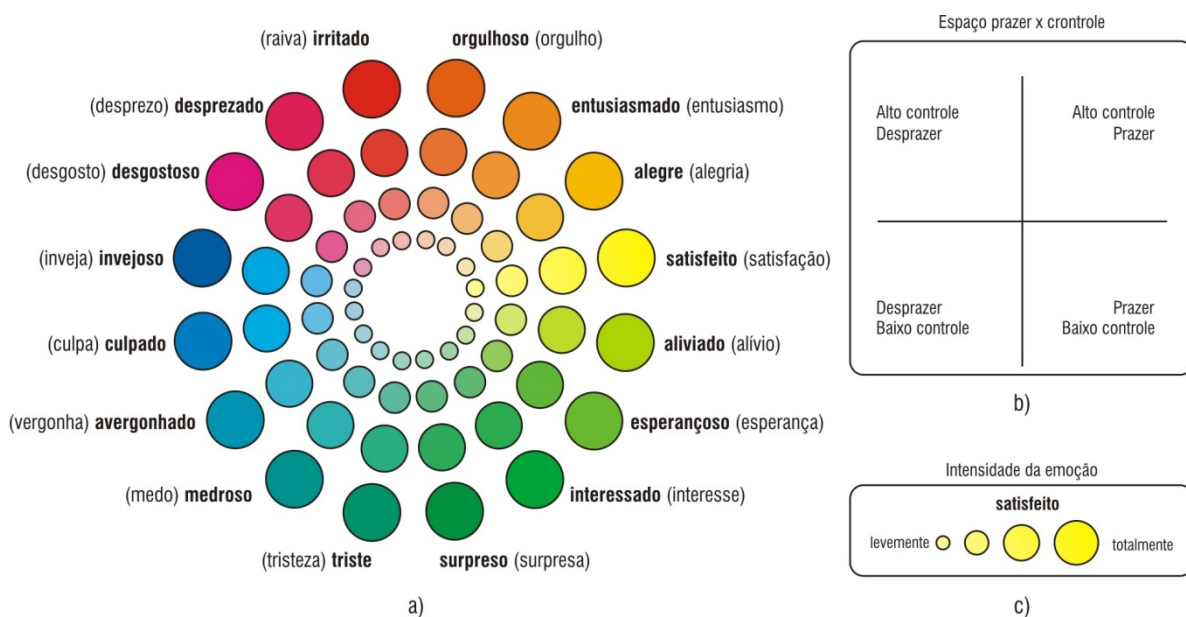 (raiva) irritado
orgulhoso (orgulho)
(desprezo) desprezado
entusiasmado (entusiasmo)
(desgosto) desgostoso
alegre (alegria)
(inveja) invejoso
satisfeito (satisfação)
(culpa) culpado
aliviado (alívio)
(vergonha) avergonhado
esperançoso (esperança)
(medo) medroso
interessado (interesse)
(tristeza) triste
surpreso (surpresa)
a)
Espaço prazer x crontrole
Alto controle
Desprazer
Alto controle
Prazer
Desprazer
Baixo controle
Prazer
Baixo controle
b)
Intensidade da emoção
satisfeito
levemente
totalmente
c)